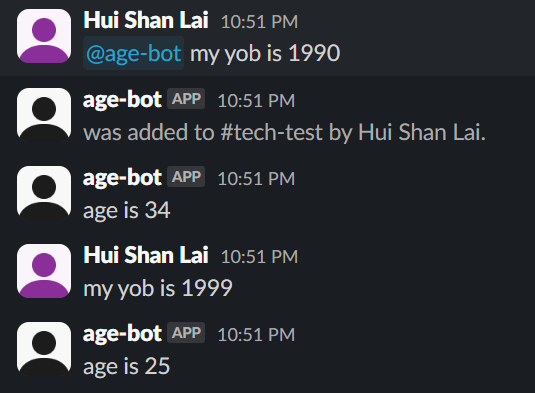 Hui Shan Lai 10:51 PM
@age-bot my yob is 1990
age-bot APP 10:51 PM
was added to #tech-test by Hui Shan Lai.
age-bot APP 10:51 PM
age is 34
Hui Shan Lai 10:51 PM
my yob is 1999
age-bot APP 10:51 PM
age is 25